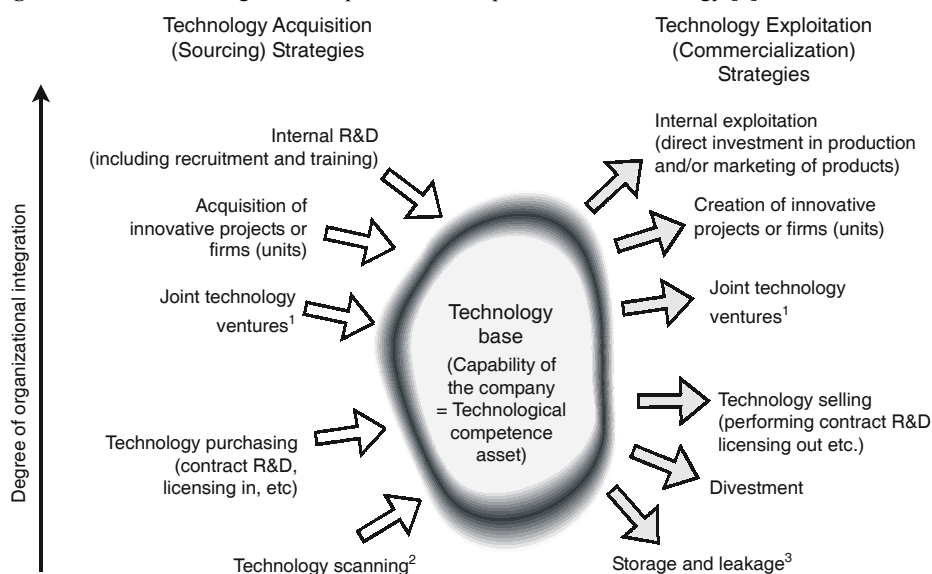 Technology Acquisition
(Sourcing) Strategies
Technology Exploitation
(Commercialization)
Strategies
Degree of organizational integration
Internal R&D
(including recruitment and training)
Acquisition of
innovative projects or
firms (units)
Joint technology
ventures¹
Technology purchasing
(contract R&D,
licensing in, etc)
Technology scanning²
Technology
base
(Capability of
the company
= Technological
competence
asset)
Internal exploitation
(direct investment in production
and/or marketing of products)
Creation of innovative
projects or firms (units)
Joint technology
ventures¹
Technology selling
(performing contract R&D
licensing out etc.)
Divestment
Storage and leakage³